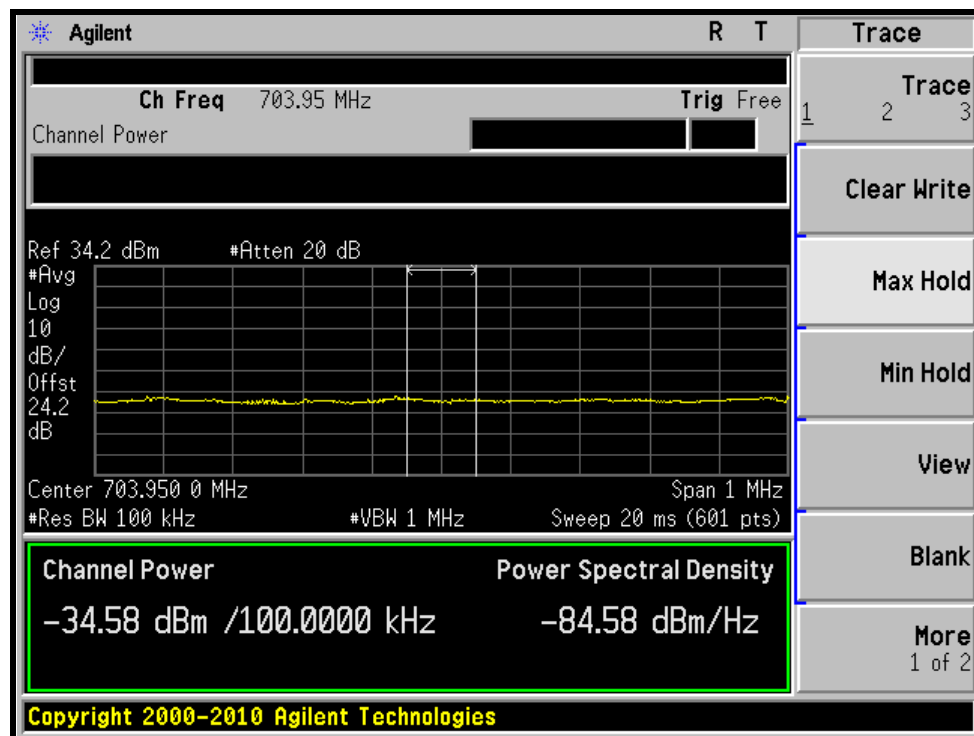 Agilent R T Trace
Ch Freq 703.95 MHz Trig Free
Channel Power
Trace
1 2 3
Clear Write
Max Hold
Min Hold
View
Blank
More
1 of 2
Ref 34.2 dBm #Atten 20 dB
#Avg
Log
10
dB/
Offst
24.2
dB
Center 703.950 0 MHz Span 1 MHz
#Res BW 100 kHz #VBW 1 MHz Sweep 20 ms (601 pts)
Channel Power Power Spectral Density
-34.58 dBm /100.0000 kHz -84.58 dBm/Hz
Copyright 2000-2010 Agilent Technologies